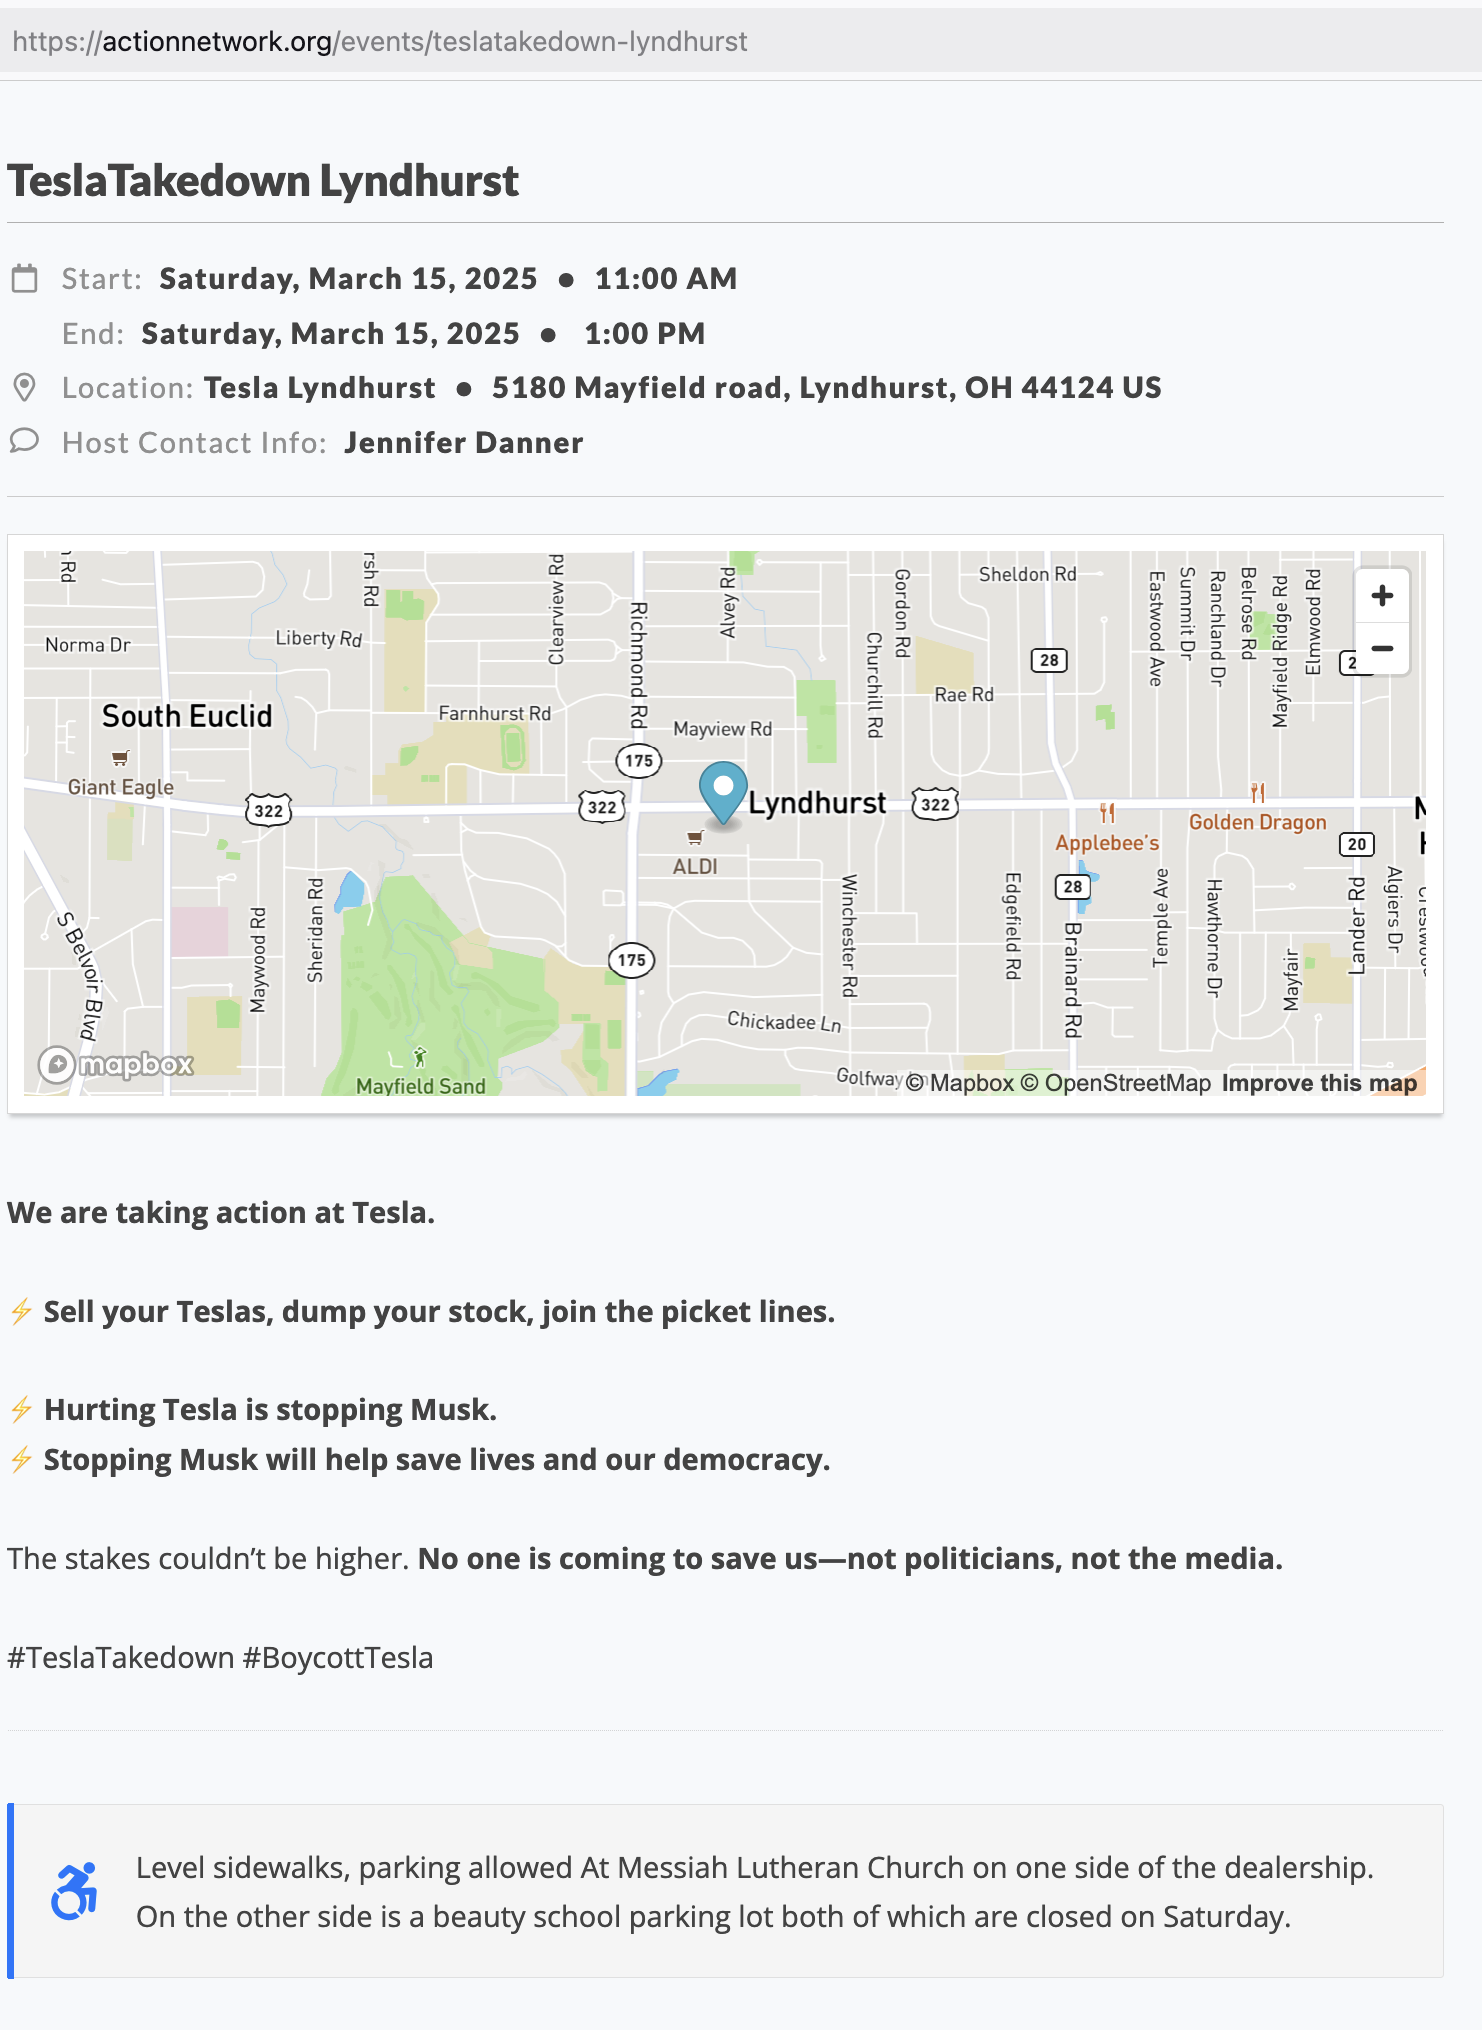 https://actionnetwork.org/events/teslatakedown-lyndhurst
TeslaTakedown Lyndhurst
Start: Saturday, March 15, 2025 ● 11:00 AM
End: Saturday, March 15, 2025 ● 1:00 PM
Location: Tesla Lyndhurst ● 5180 Mayfield road, Lyndhurst, OH 44124 US
Host Contact Info: Jennifer Danner
Rd
rsh Rd
Clearview Rd
Richmond Rd
Alvey Rd
Gordon Rd
Churchill Rd
Sheldon Rd
Eastwood Ave
Summit Dr
Ranchland Dr
Belrose Rd
Mayfield Ridge Rd
Elmwood Rd
+
−
Norma Dr
Liberty Rd
28
Rae Rd
South Euclid
Farnhurst Rd
Mayview Rd
175
Giant Eagle
322
322
Lyndhurst
322
Applebee's
Golden Dragon
ALDI
20
28
S Belvoir Blvd
Maywood Rd
Sheridan Rd
175
Winchester Rd
Edgefield Rd
Brainard Rd
Temple Ave
Hawthorne Dr
Mayfair
Lander Rd
Algiers Dr
Chickadee Ln
mapbox
Mayfield Sand
Golfway
© Mapbox © OpenStreetMap Improve this map
We are taking action at Tesla.
⚡ Sell your Teslas, dump your stock, join the picket lines.
⚡ Hurting Tesla is stopping Musk.
⚡ Stopping Musk will help save lives and our democracy.
The stakes couldn't be higher. No one is coming to save us—not politicians, not the media.
#TeslaTakedown #BoycottTesla
Level sidewalks, parking allowed At Messiah Lutheran Church on one side of the dealership.
On the other side is a beauty school parking lot both of which are closed on Saturday.